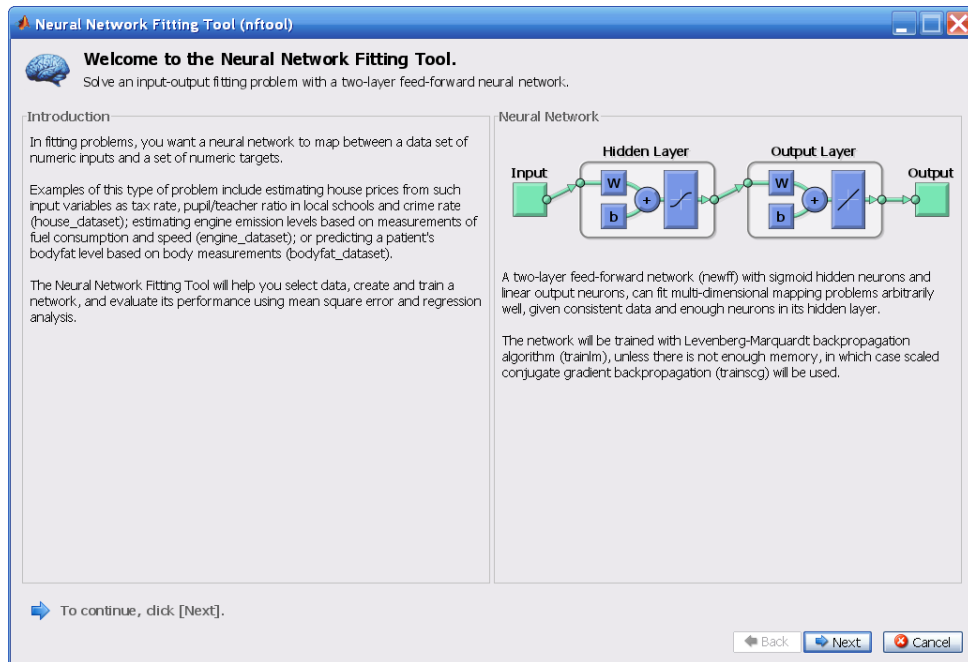 Neural Network Fitting Tool (nftool)
Welcome to the Neural Network Fitting Tool.
Solve an input-output fitting problem with a two-layer feed-forward neural network.
Introduction
In fitting problems, you want a neural network to map between a data set of
numeric inputs and a set of numeric targets.
Examples of this type of problem include estimating house prices from such
input variables as tax rate, pupil/teacher ratio in local schools and crime rate
(house_dataset); estimating engine emission levels based on measurements of
fuel consumption and speed (engine_dataset); or predicting a patient's
bodyfat level based on body measurements (bodyfat_dataset).
The Neural Network Fitting Tool will help you select data, create and train a
network, and evaluate its performance using mean square error and regression
analysis.
Neural Network
Hidden Layer
Output Layer
Input
Output
W
b
+
W
b
+
A two-layer feed-forward network (newff) with sigmoid hidden neurons and
linear output neurons, can fit multi-dimensional mapping problems arbitrarily
well, given consistent data and enough neurons in its hidden layer.
The network will be trained with Levenberg-Marquardt backpropagation
algorithm (trainlm), unless there is not enough memory, in which case scaled
conjugate gradient backpropagation (trainscg) will be used.
To continue, click [Next].
Back
Next
Cancel